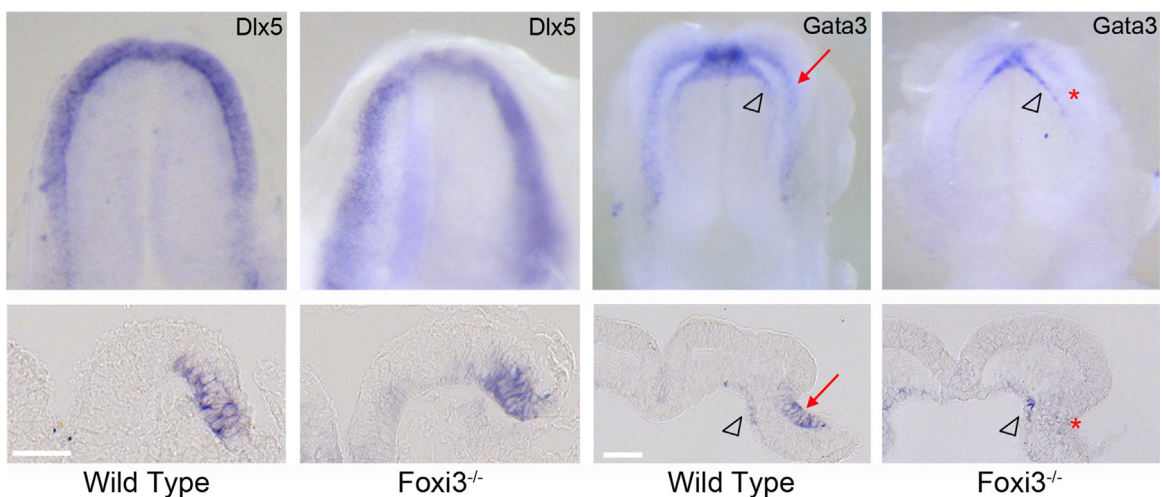 Dlx5
Dlx5
Gata3
Gata3
*
*
Wild Type
Foxi3-/-
Wild Type
Foxi3-/-